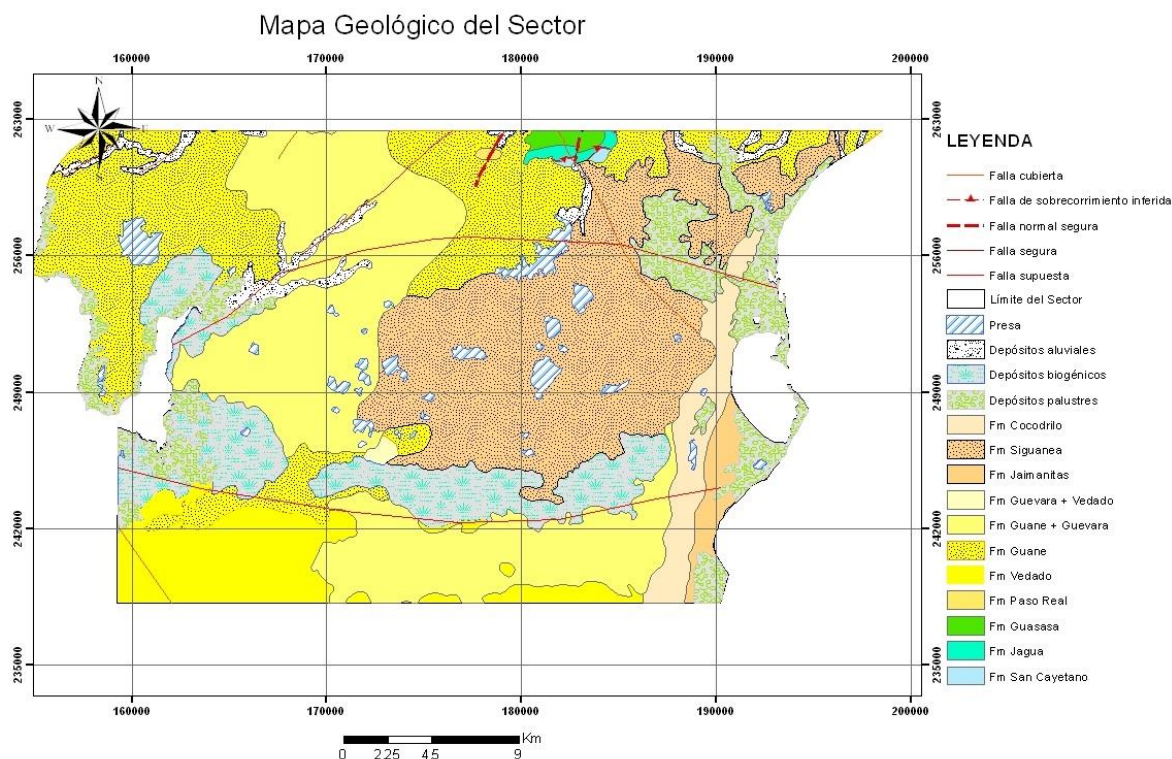 Mapa Geológico del Sector
160000 170000 180000 190000 200000
N
W E
S
263000 263000
256000 256000
249000 249000
242000 242000
235000 235000
160000 170000 180000 190000 200000
Km
0 2.25 4.5 9
LEYENDA
Falla cubierta
Falla de sobrecorrimiento inferida
Falla normal segura
Falla segura
Falla supuesta
Límite del Sector
Presa
Depósitos aluviales
Depósitos biogénicos
Depósitos palustres
Fm Cocodrilo
Fm Siguanea
Fm Jaimanitas
Fm Guevara + Vedado
Fm Guane + Guevara
Fm Guane
Fm Vedado
Fm Paso Real
Fm Guasasa
Fm Jagua
Fm San Cayetano